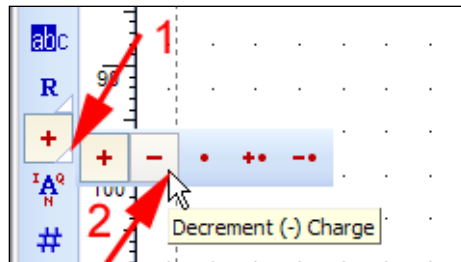 abc
1
R
90
+
+ − • +• −•
I A Q
N
100
2
Decrement (-) Charge
#